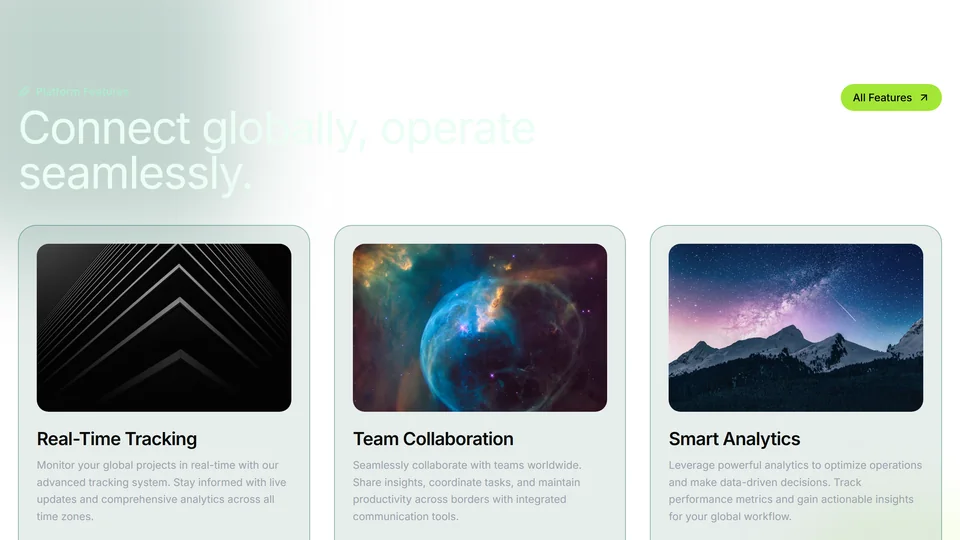 Platform Features
All Features
Connect globally, operate
seamlessly.
Real-Time Tracking
Monitor your global projects in real-time with our
advanced tracking system. Stay informed with live
updates and comprehensive analytics across all
time zones.
Team Collaboration
Seamlessly collaborate with teams worldwide.
Share insights, coordinate tasks, and maintain
productivity across borders with integrated
communication tools.
Smart Analytics
Leverage powerful analytics to optimize operations
and make data-driven decisions. Track
performance metrics and gain actionable insights
for your global workflow.